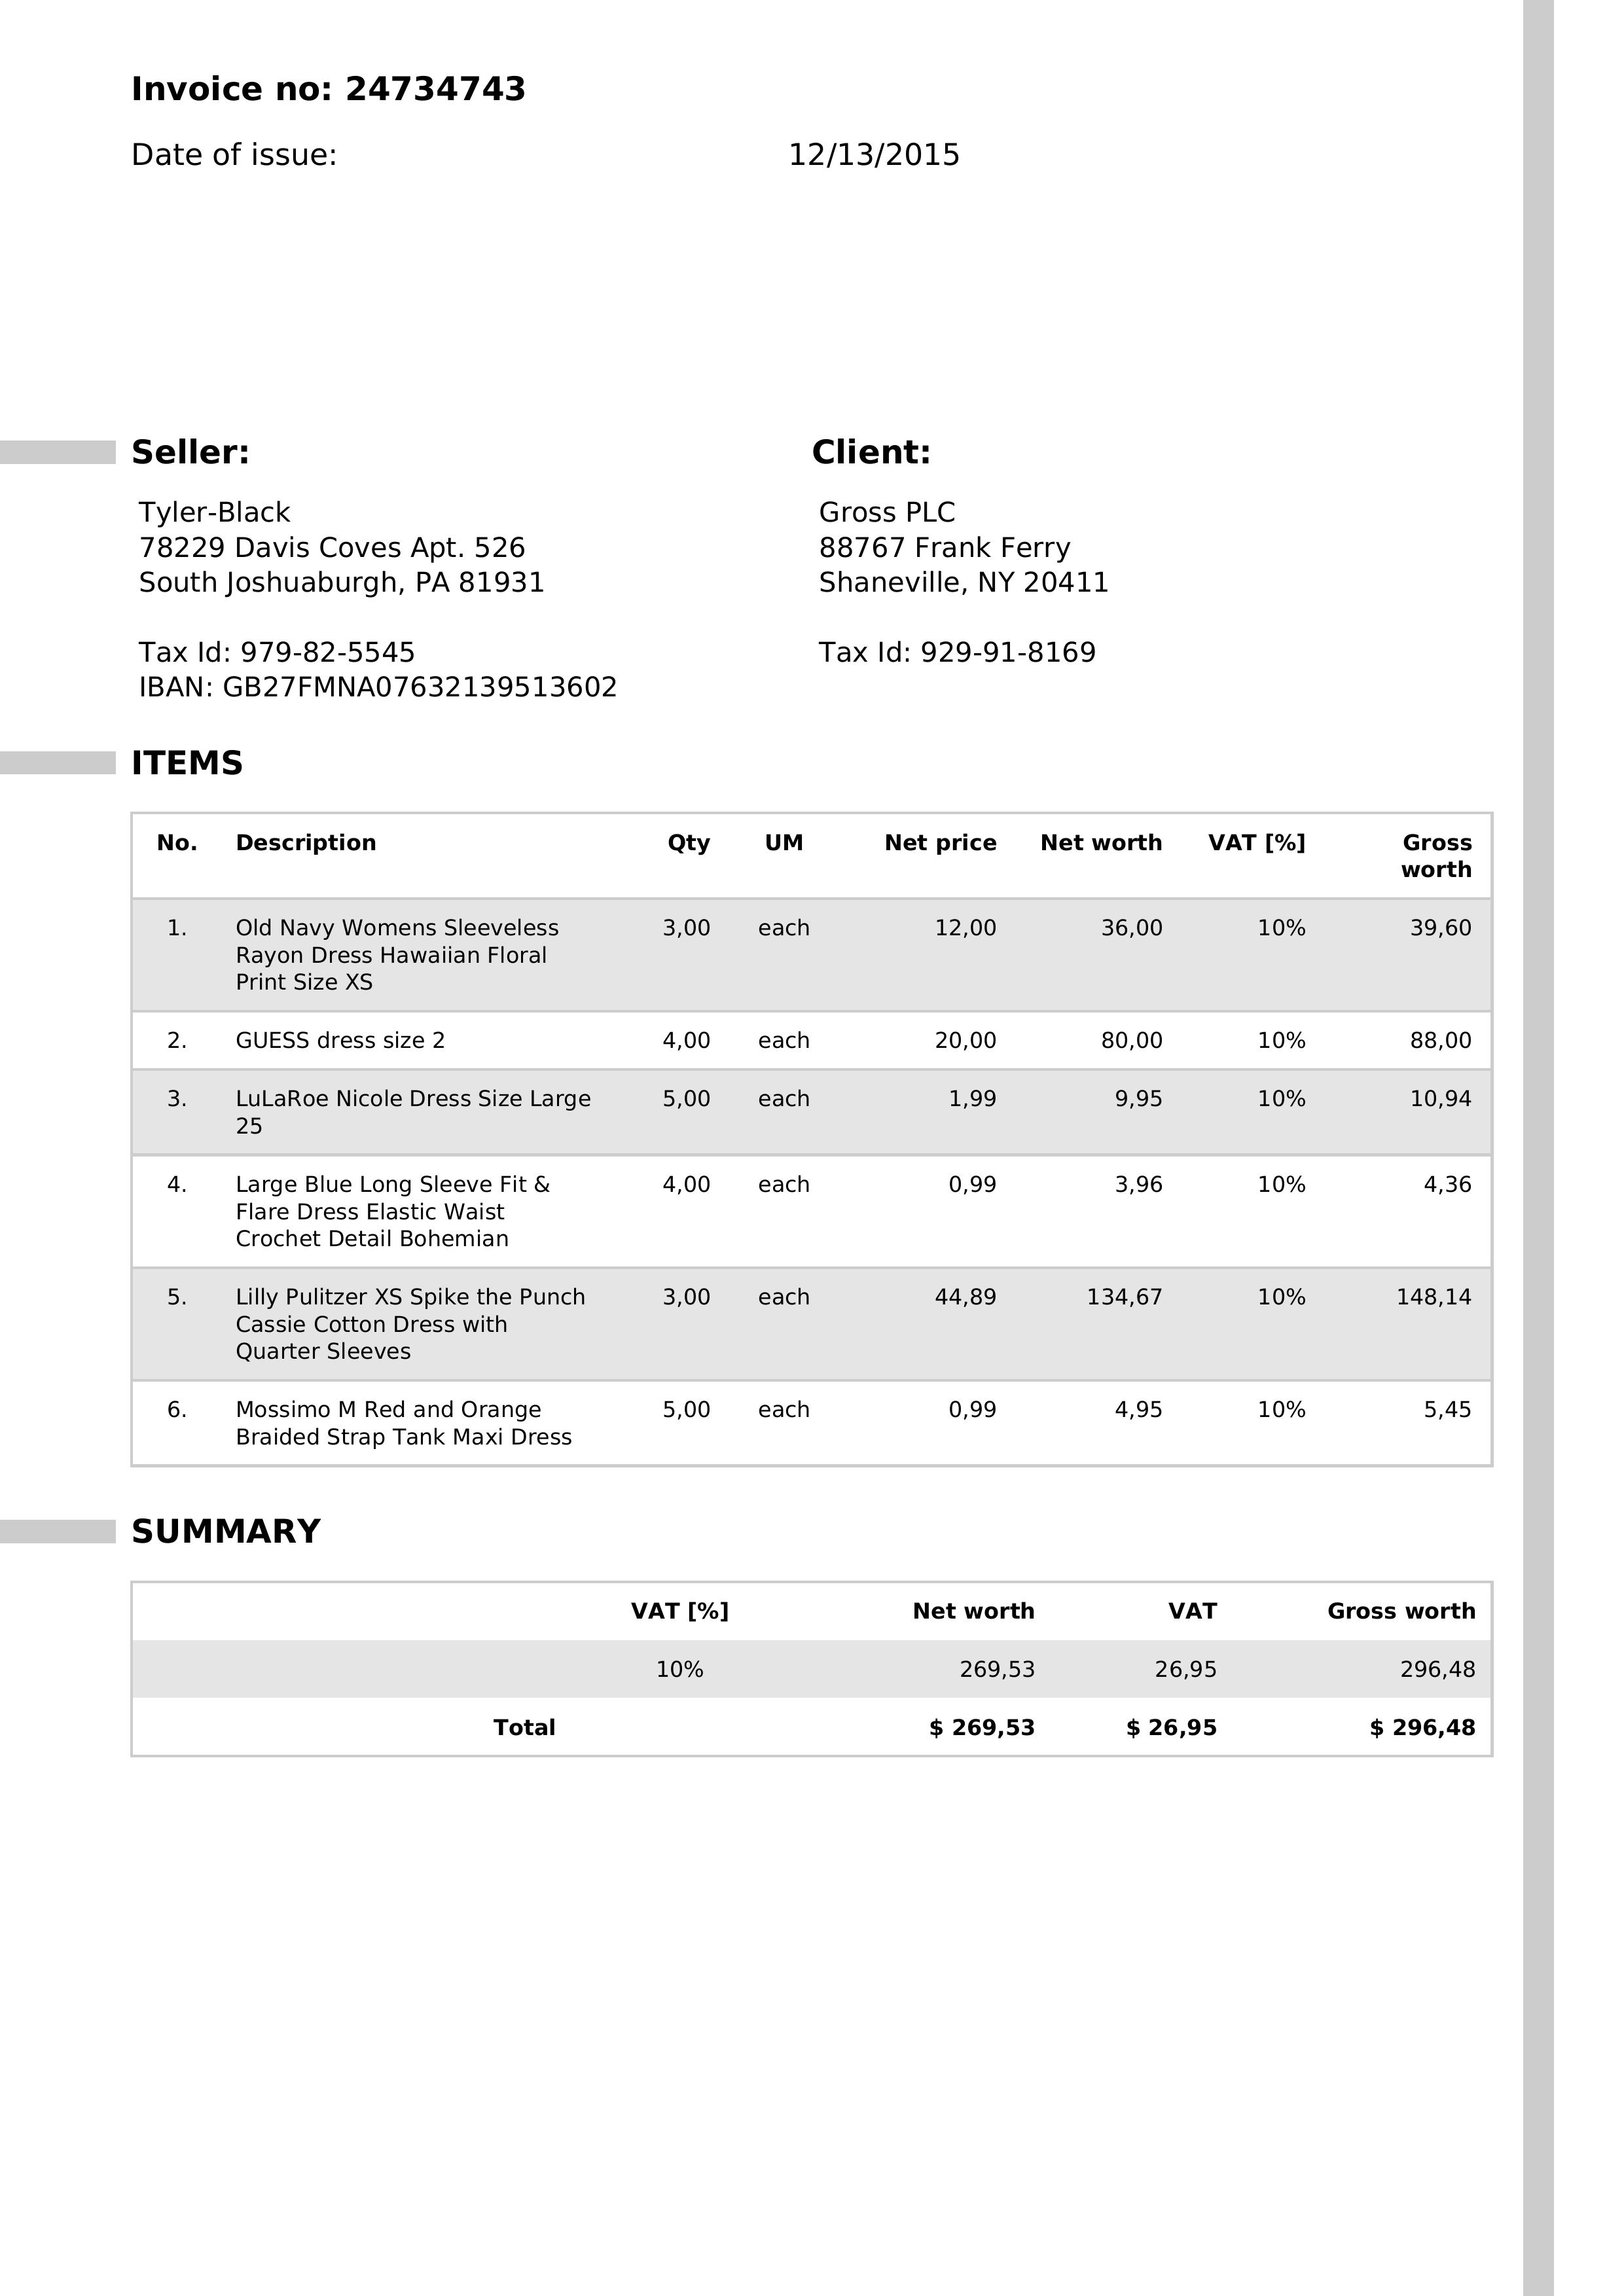 Invoice no: 24734743
Date of issue: 12/13/2015
Seller:
Tyler-Black
78229 Davis Coves Apt. 526
South Joshuaburgh, PA 81931
Tax Id: 979-82-5545
IBAN: GB27FMNA07632139513602
Client:
Gross PLC
88767 Frank Ferry
Shaneville, NY 20411
Tax Id: 929-91-8169
ITEMS
No. Description Qty UM Net price Net worth VAT [%] Gross
worth
1. Old Navy Womens Sleeveless 3,00 each 12,00 36,00 10% 39,60
Rayon Dress Hawaiian Floral
Print Size XS
2. GUESS dress size 2 4,00 each 20,00 80,00 10% 88,00
3. LuLaRoe Nicole Dress Size Large 5,00 each 1,99 9,95 10% 10,94
25
4. Large Blue Long Sleeve Fit & 4,00 each 0,99 3,96 10% 4,36
Flare Dress Elastic Waist
Crochet Detail Bohemian
5. Lilly Pulitzer XS Spike the Punch 3,00 each 44,89 134,67 10% 148,14
Cassie Cotton Dress with
Quarter Sleeves
6. Mossimo M Red and Orange 5,00 each 0,99 4,95 10% 5,45
Braided Strap Tank Maxi Dress
SUMMARY
VAT [%] Net worth VAT Gross worth
10% 269,53 26,95 296,48
Total $ 269,53 $ 26,95 $ 296,48